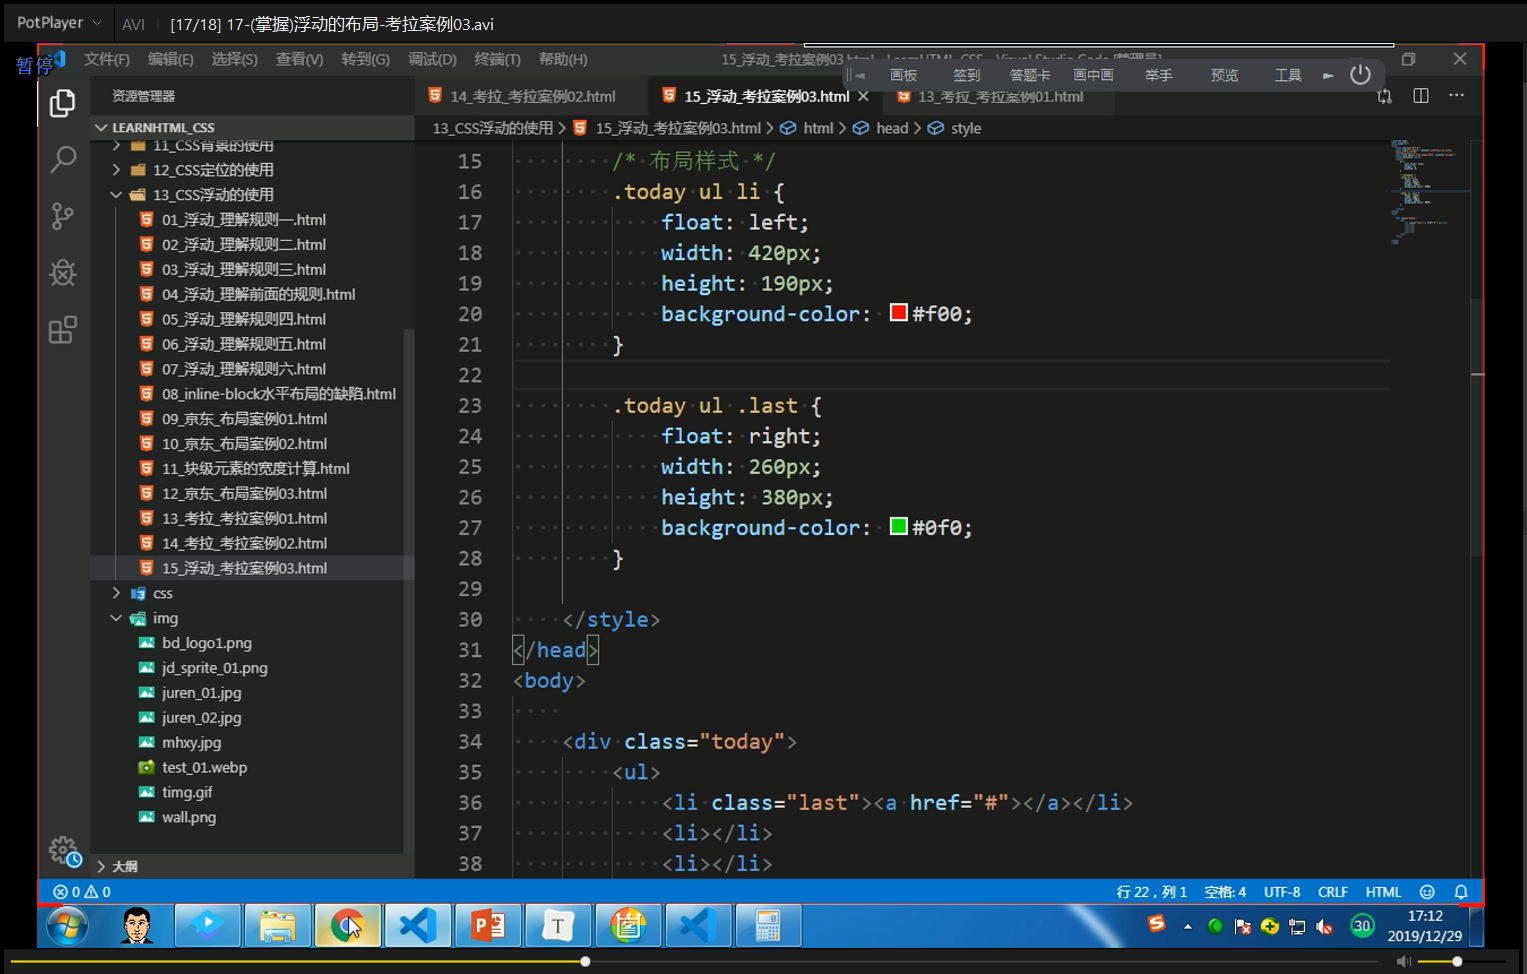 PotPlayer AVI [17/18] 17-(掌握)浮动的布局-考拉案例03.avi
暂停
文件(F) 编辑(E) 选择(S) 查看(V) 转到(G) 调试(D) 终端(T) 帮助(H)
画板 签到 答题卡 画中画 举手 预览 工具
资源管理器
14_考拉_考拉案例02.html 15_浮动_考拉案例03.html 13_考拉_考拉案例01.html
LEARNHTML_CSS
13_CSS浮动的使用 > 15_浮动_考拉案例03.html > html > head > style
11_CSS背景的使用
12_CSS定位的使用
13_CSS浮动的使用
01_浮动_理解规则一.html
02_浮动_理解规则二.html
03_浮动_理解规则三.html
04_浮动_理解前面的规则.html
05_浮动_理解规则四.html
06_浮动_理解规则五.html
07_浮动_理解规则六.html
08_inline-block水平布局的缺陷.html
09_京东_布局案例01.html
10_京东_布局案例02.html
11_块级元素的宽度计算.html
12_京东_布局案例03.html
13_考拉_考拉案例01.html
14_考拉_考拉案例02.html
15_浮动_考拉案例03.html
css
img
bd_logo1.png
jd_sprite_01.png
juren_01.jpg
juren_02.jpg
mhxy.jpg
test_01.webp
timg.gif
wall.png
大纲
15 /* 布局样式 */
16 .today ul li {
17 float: left;
18 width: 420px;
19 height: 190px;
20 background-color: #f00;
21 }
22
23 .today ul .last {
24 float: right;
25 width: 260px;
26 height: 380px;
27 background-color: #0f0;
28 }
29
30 </style>
31 </head>
32 <body>
33
34 <div class="today">
35 <ul>
36 <li class="last"><a href="#"></a></li>
37 <li></li>
38 <li></li>
0 0 行 22，列 1 空格: 4 UTF-8 CRLF HTML
30
17:12
2019/12/29